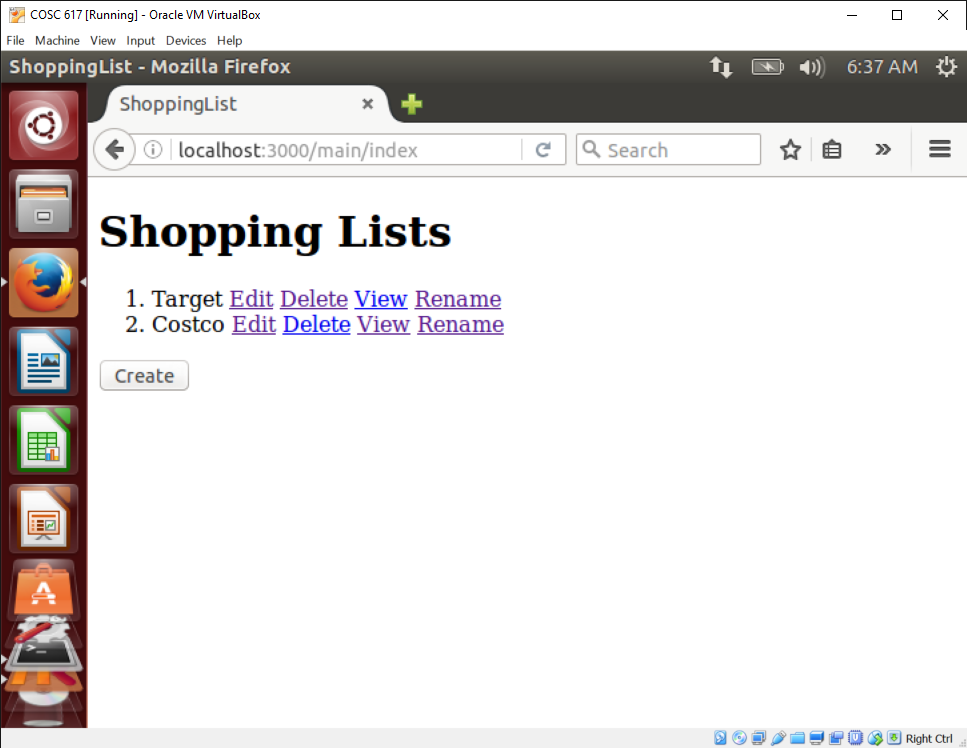 COSC 617 [Running] - Oracle VM VirtualBox
File Machine View Input Devices Help
ShoppingList - Mozilla Firefox 6:37 AM
ShoppingList
localhost:3000/main/index Search
Shopping Lists
1. Target Edit Delete View Rename
2. Costco Edit Delete View Rename
Create
Right Ctrl